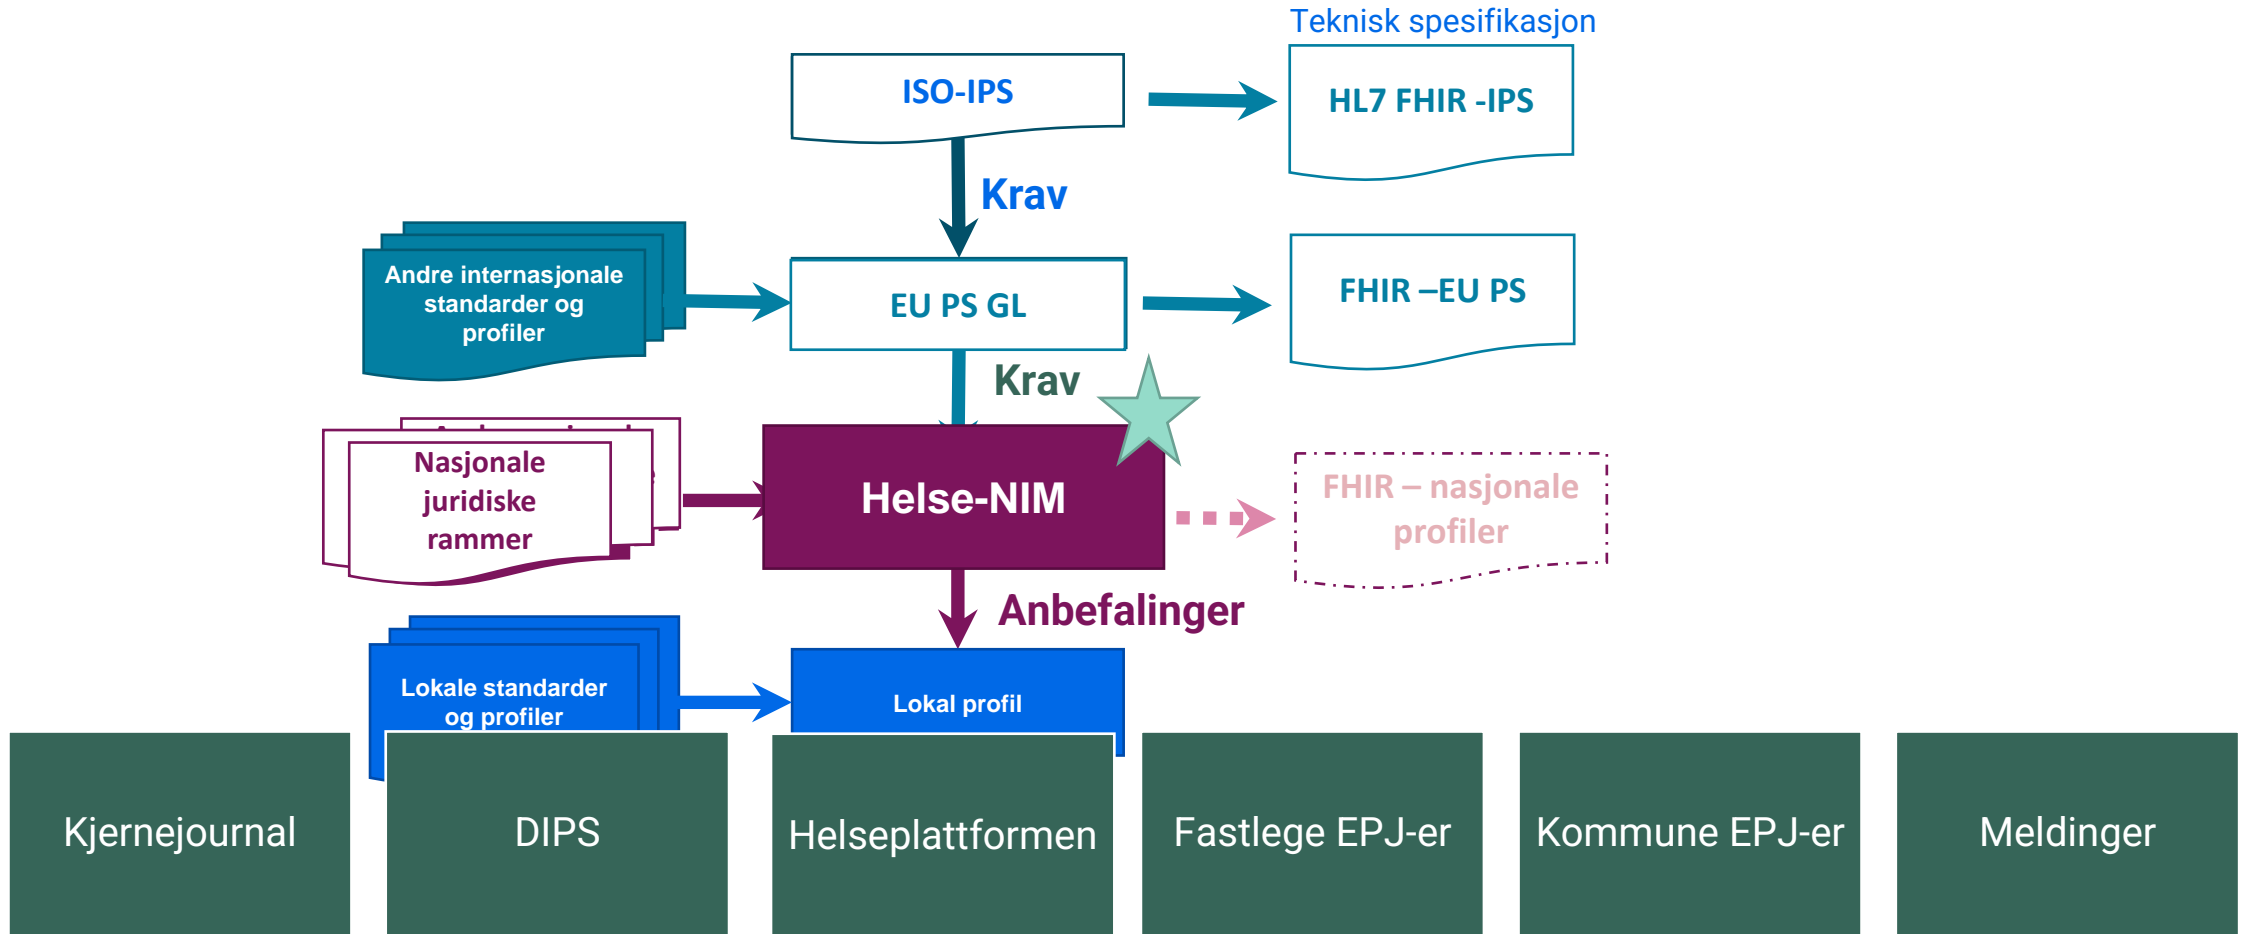 Teknisk spesifikasjon
ISO-IPS
HL7 FHIR -IPS
Krav
Andre internasjonale
standarder og
profiler
EU PS GL
FHIR –EU PS
Krav
Nasjonale
juridiske
rammer
Helse-NIM
FHIR – nasjonale
profiler
Anbefalinger
Lokale standarder
og profiler
Lokal profil
Kjernejournal
DIPS
Helseplattformen
Fastlege EPJ-er
Kommune EPJ-er
Meldinger